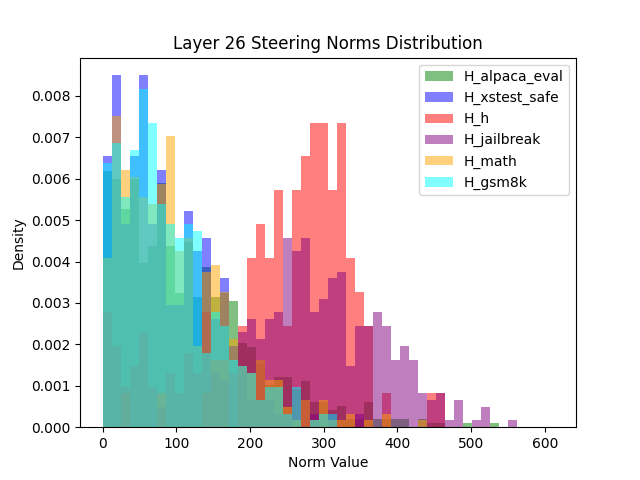 Layer 26 Steering Norms Distribution
H_alpaca_eval
H_xstest_safe
H_h
H_jailbreak
H_math
H_gsm8k
Density
0.008
0.007
0.006
0.005
0.004
0.003
0.002
0.001
0.000
0 100 200 300 400 500 600
Norm Value